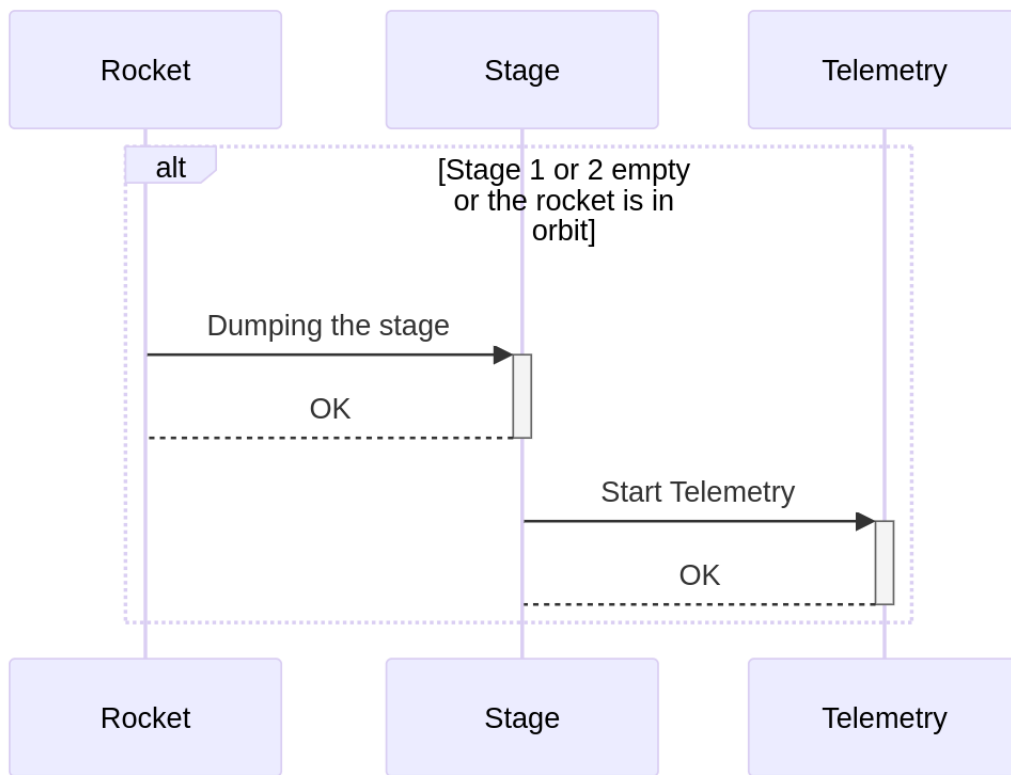 Rocket
Stage
Telemetry
alt
[Stage 1 or 2 empty
or the rocket is in
orbit]
Dumping the stage
OK
Start Telemetry
OK
Rocket
Stage
Telemetry